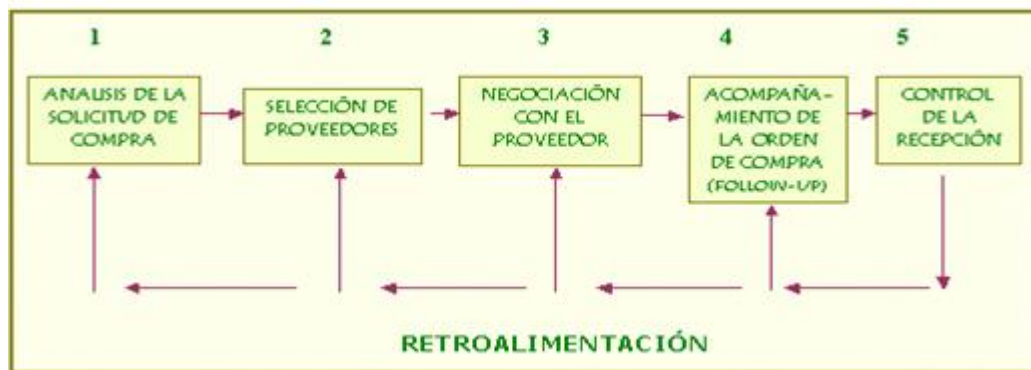 1
2
3
4
5
ANALISIS DE LA
SOLICITUD DE
COMPRA
SELECCIÓN DE
PROVEEDORES
NEGOCIACIÓN
CON EL
PROVEEDOR
ACOMPAÑA-
MIENTO DE
LA ORDEN
DE COMPRA
(FOLLOW-UP)
CONTROL
DE LA
RECEPCIÓN
RETROALIMENTACIÓN